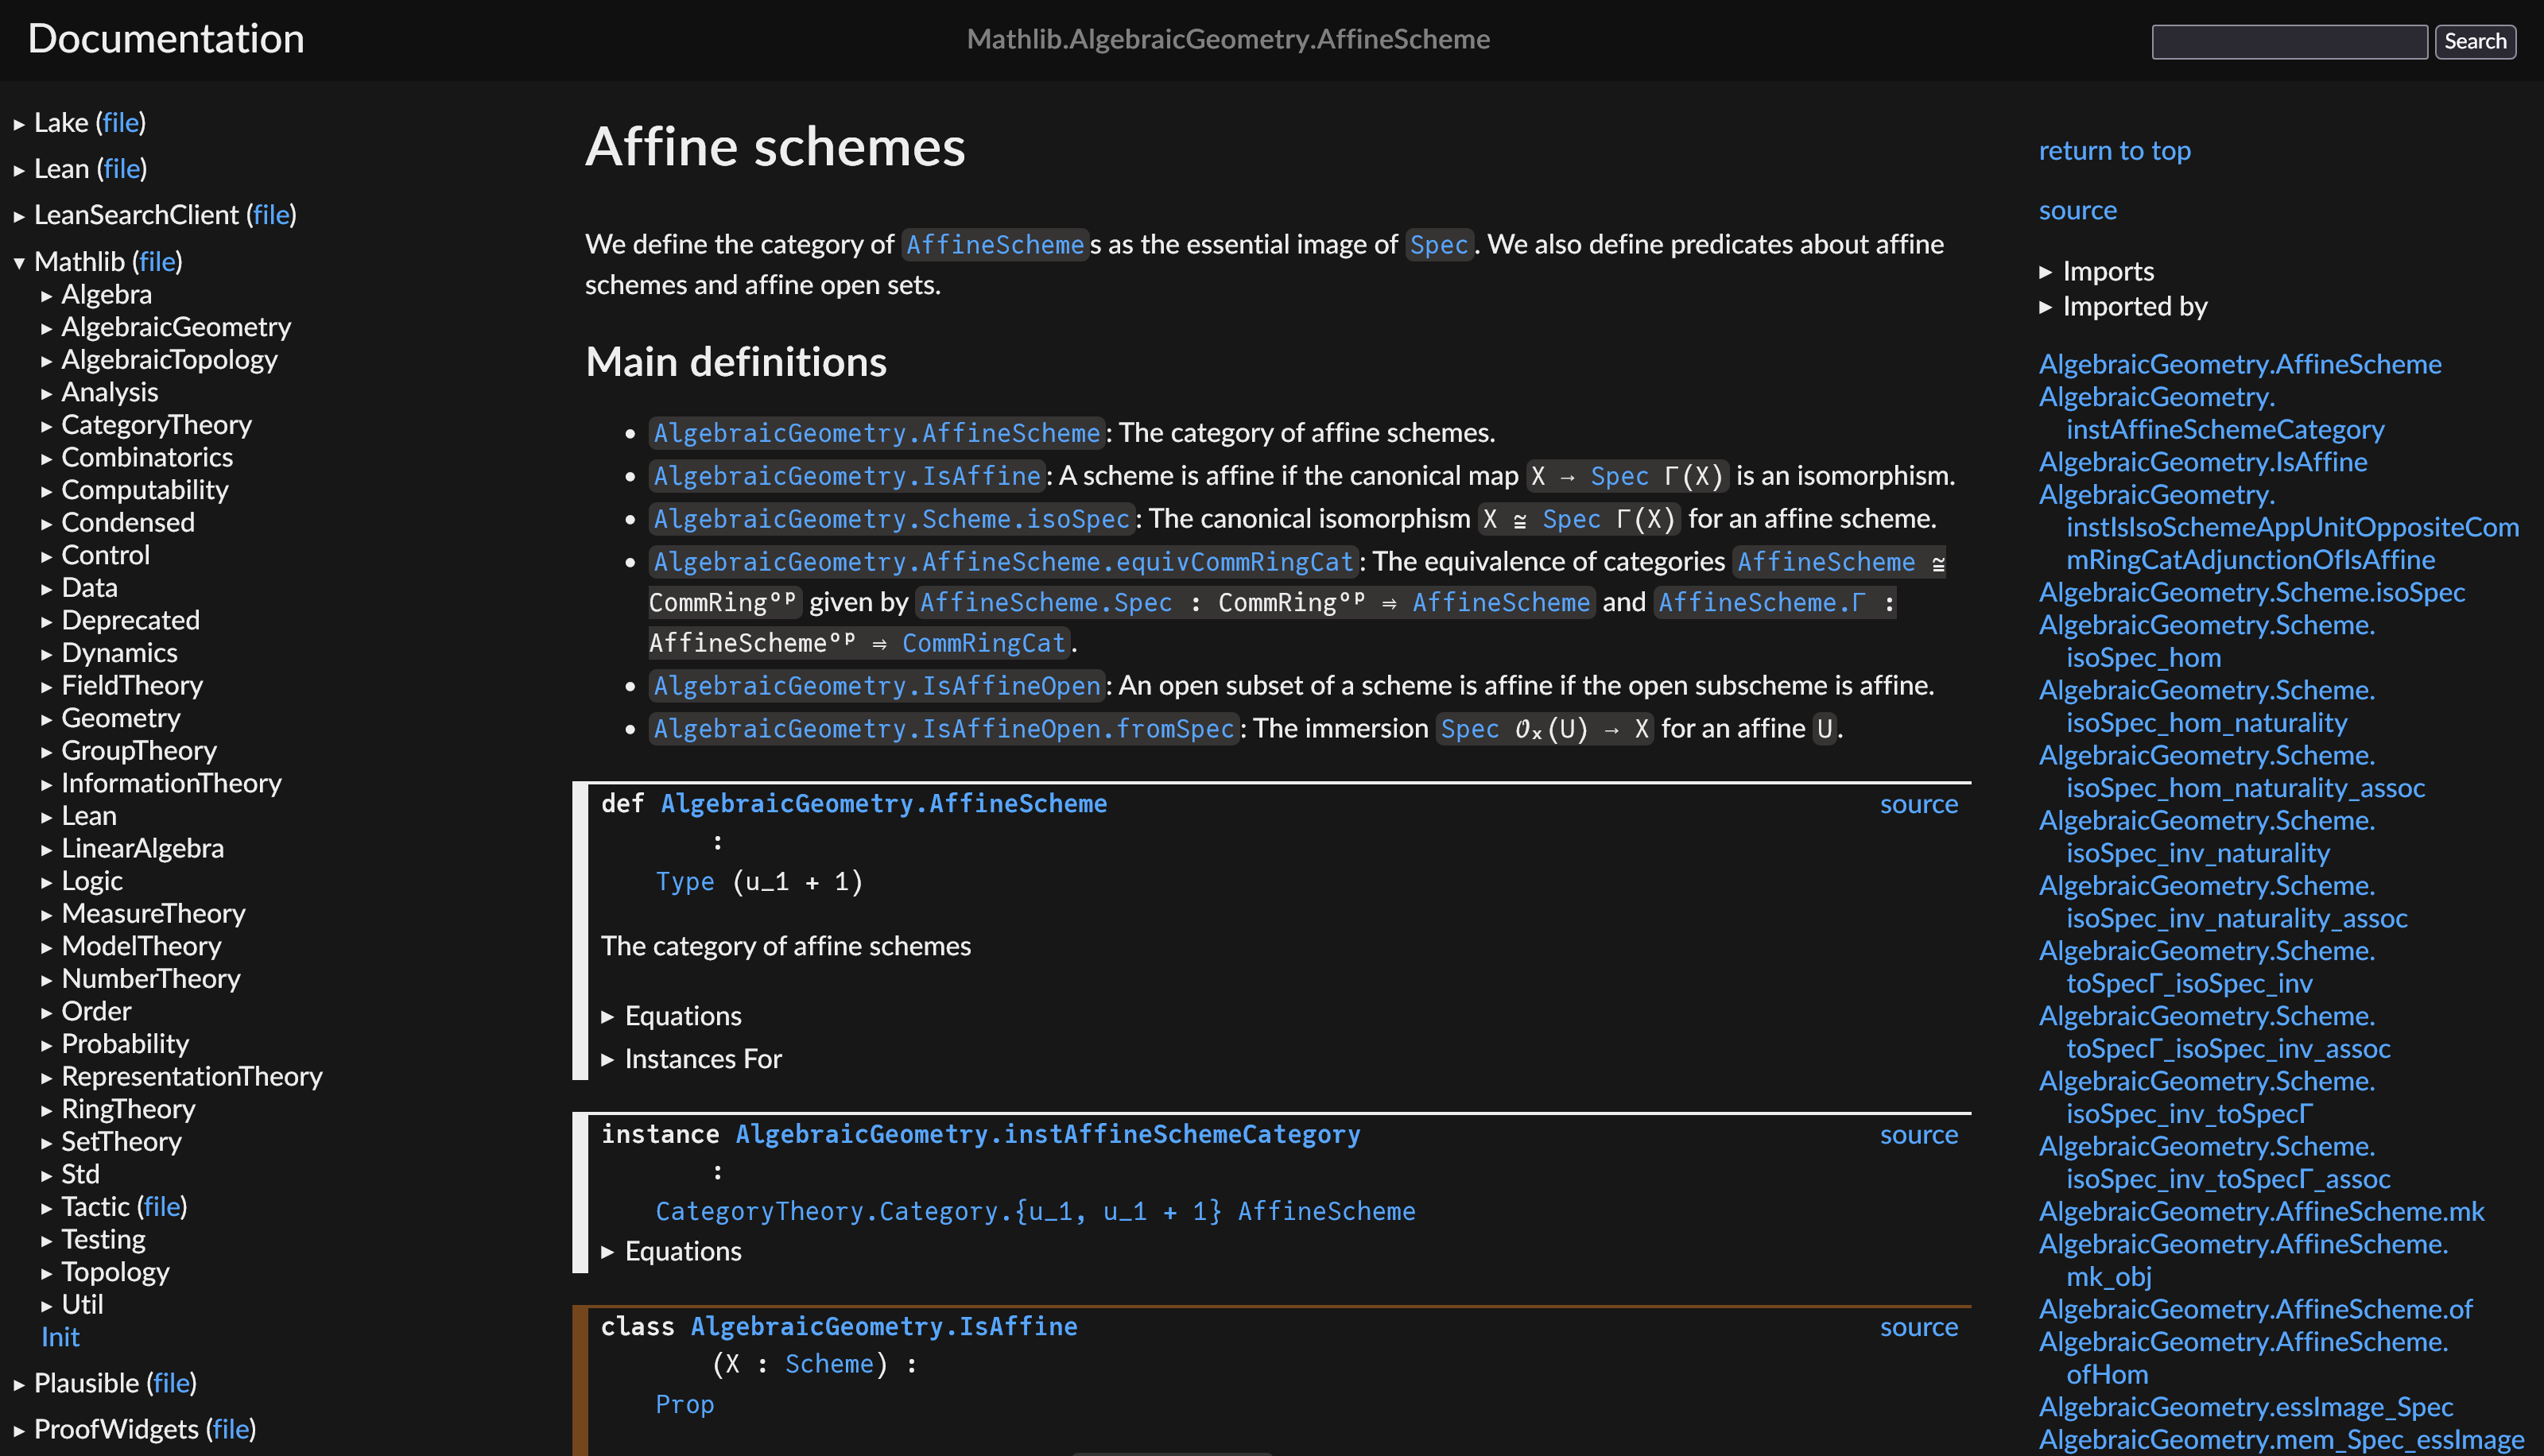 Documentation
Mathlib.AlgebraicGeometry.AffineScheme
Search
▸ Lake (file)
▸ Lean (file)
▸ LeanSearchClient (file)
▾ Mathlib (file)
▸ Algebra
▸ AlgebraicGeometry
▸ AlgebraicTopology
▸ Analysis
▸ CategoryTheory
▸ Combinatorics
▸ Computability
▸ Condensed
▸ Control
▸ Data
▸ Deprecated
▸ Dynamics
▸ FieldTheory
▸ Geometry
▸ GroupTheory
▸ InformationTheory
▸ Lean
▸ LinearAlgebra
▸ Logic
▸ MeasureTheory
▸ ModelTheory
▸ NumberTheory
▸ Order
▸ Probability
▸ RepresentationTheory
▸ RingTheory
▸ SetTheory
▸ Std
▸ Tactic (file)
▸ Testing
▸ Topology
▸ Util
Init
▸ Plausible (file)
▸ ProofWidgets (file)
Affine schemes
We define the category of AffineSchemes as the essential image of Spec. We also define predicates about affine
schemes and affine open sets.
Main definitions
• AlgebraicGeometry.AffineScheme: The category of affine schemes.
• AlgebraicGeometry.IsAffine: A scheme is affine if the canonical map X → Spec Γ(X) is an isomorphism.
• AlgebraicGeometry.Scheme.isoSpec: The canonical isomorphism X ≅ Spec Γ(X) for an affine scheme.
• AlgebraicGeometry.AffineScheme.equivCommRingCat: The equivalence of categories AffineScheme ≌
CommRingᵒᵖ given by AffineScheme.Spec : CommRingᵒᵖ ⥤ AffineScheme and AffineScheme.Γ :
AffineSchemeᵒᵖ ⥤ CommRingCat.
• AlgebraicGeometry.IsAffineOpen: An open subset of a scheme is affine if the open subscheme is affine.
• AlgebraicGeometry.IsAffineOpen.fromSpec: The immersion Spec 𝒪ₓ(U) → X for an affine U.
def AlgebraicGeometry.AffineScheme source
:
Type (u_1 + 1)
The category of affine schemes
▸ Equations
▸ Instances For
instance AlgebraicGeometry.instAffineSchemeCategory source
:
CategoryTheory.Category.{u_1, u_1 + 1} AffineScheme
▸ Equations
class AlgebraicGeometry.IsAffine source
(X : Scheme) :
Prop
return to top
source
▸ Imports
▸ Imported by
AlgebraicGeometry.AffineScheme
AlgebraicGeometry.
instAffineSchemeCategory
AlgebraicGeometry.IsAffine
AlgebraicGeometry.
instIsIsoSchemeAppUnitOppositeCom
mRingCatAdjunctionOfIsAffine
AlgebraicGeometry.Scheme.isoSpec
AlgebraicGeometry.Scheme.
isoSpec_hom
AlgebraicGeometry.Scheme.
isoSpec_hom_naturality
AlgebraicGeometry.Scheme.
isoSpec_hom_naturality_assoc
AlgebraicGeometry.Scheme.
isoSpec_inv_naturality
AlgebraicGeometry.Scheme.
isoSpec_inv_naturality_assoc
AlgebraicGeometry.Scheme.
toSpecΓ_isoSpec_inv
AlgebraicGeometry.Scheme.
toSpecΓ_isoSpec_inv_assoc
AlgebraicGeometry.Scheme.
isoSpec_inv_toSpecΓ
AlgebraicGeometry.Scheme.
isoSpec_inv_toSpecΓ_assoc
AlgebraicGeometry.AffineScheme.mk
AlgebraicGeometry.AffineScheme.
mk_obj
AlgebraicGeometry.AffineScheme.of
AlgebraicGeometry.AffineScheme.
ofHom
AlgebraicGeometry.essImage_Spec
AlgebraicGeometry.mem_Spec_essImage